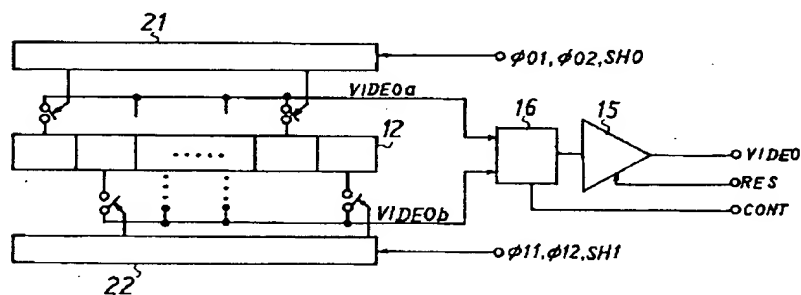 21
φ01, φ02, SH0
VIDEOa
12
16
15
VIDEO
RES
CONT
VIDEOb
φ11, φ12, SH1
22